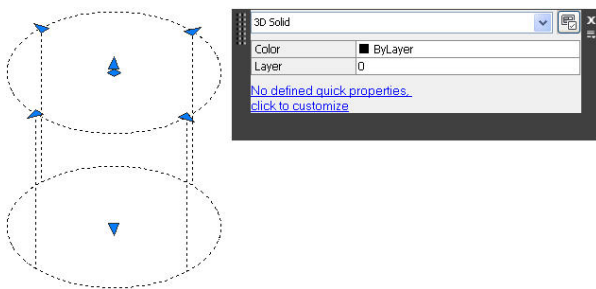 3D Solid
Color ByLayer
Layer 0
No defined quick properties,
click to customize